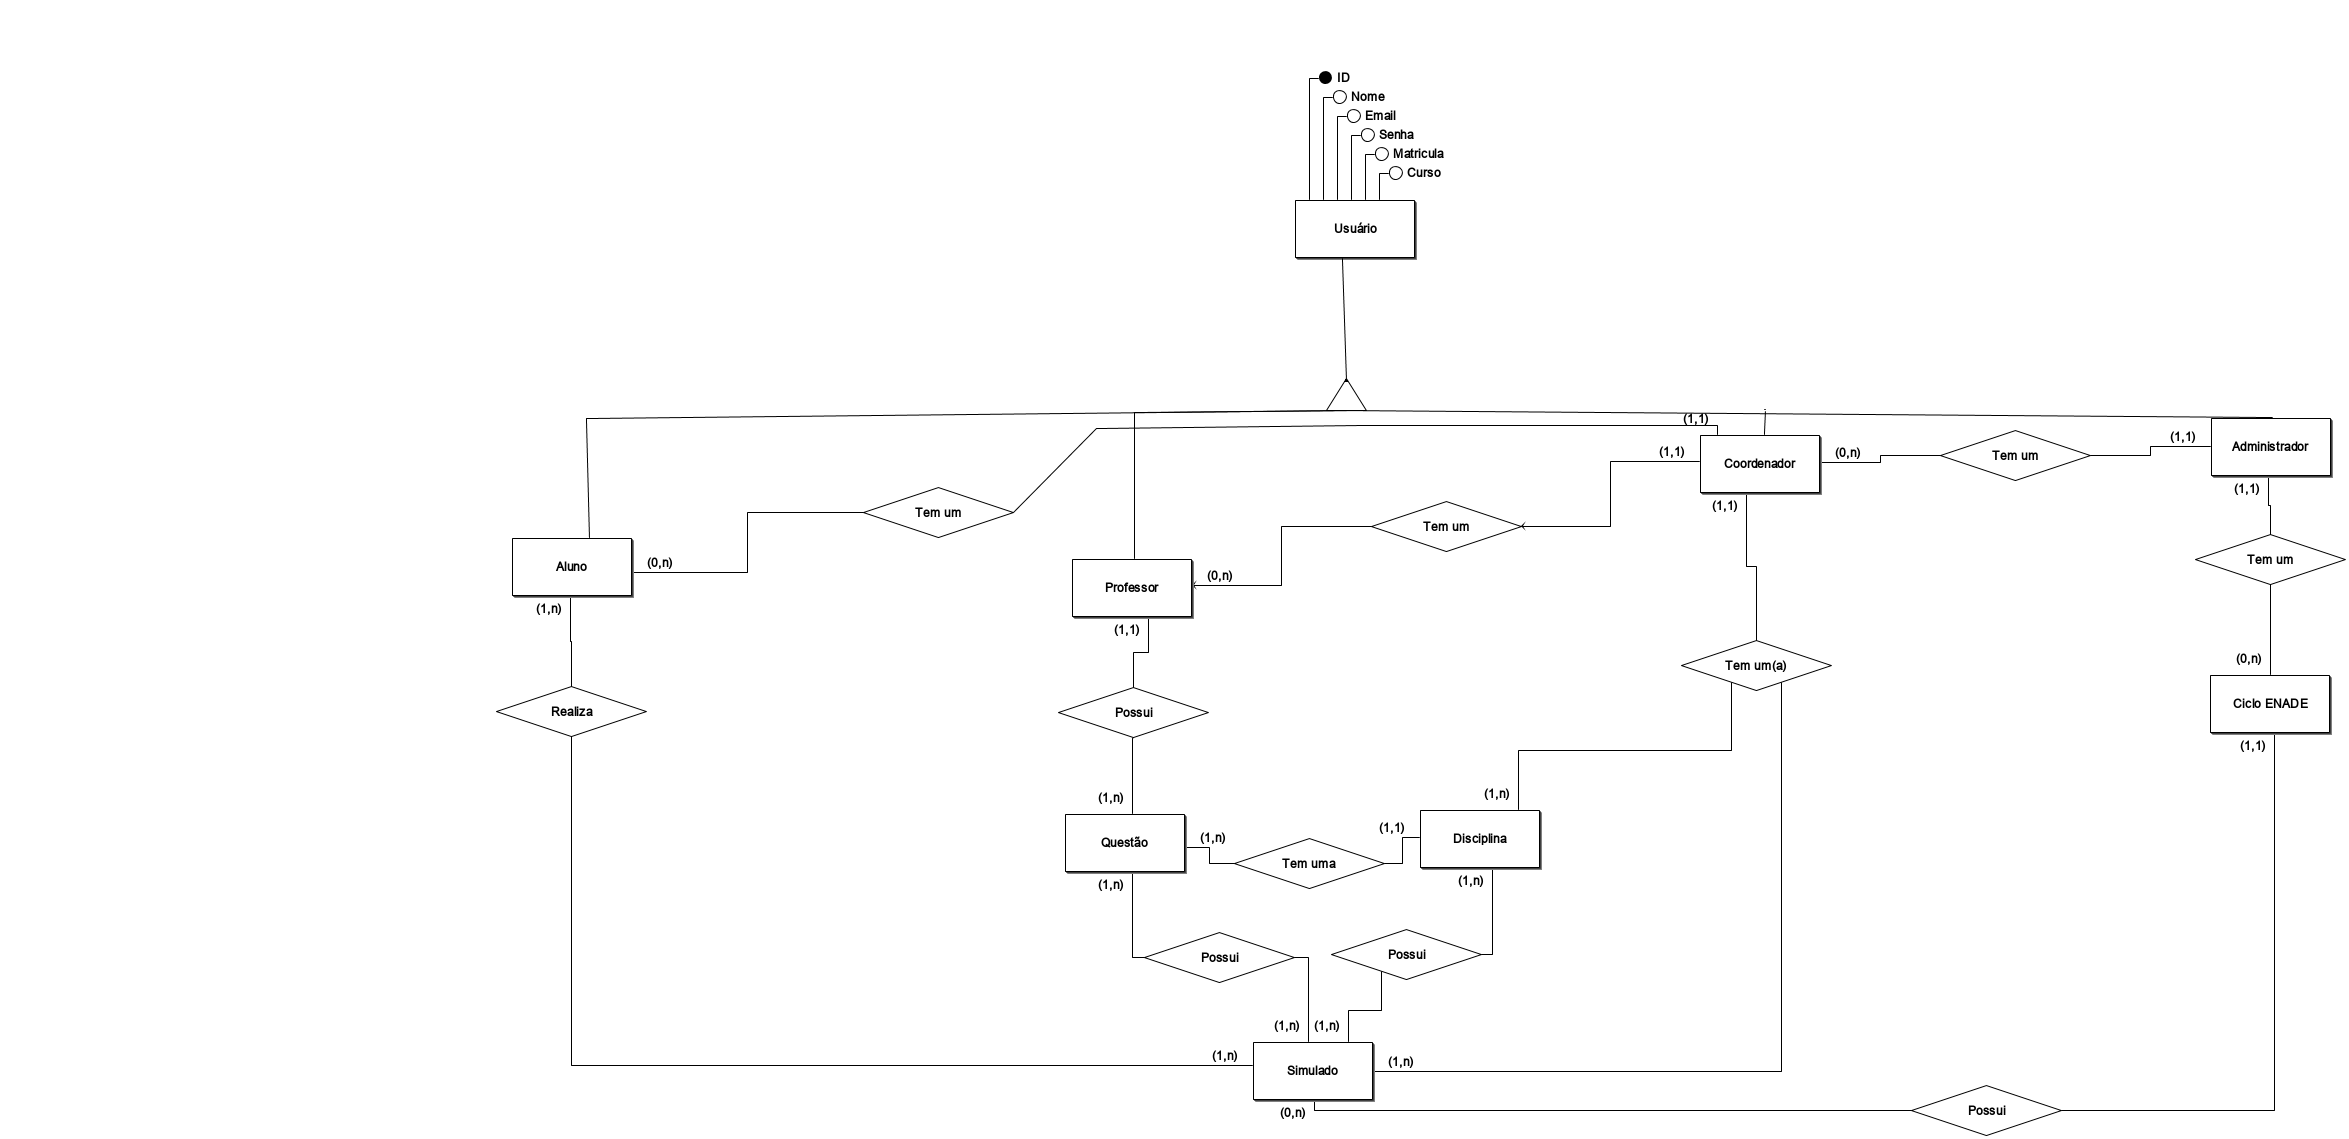 ID
Nome
Email
Senha
Matricula
Curso
Usuário
(1,1)
(1,1)
Coordenador
(0,n)
Tem um
(1,1)
Administrador
(1,1)
(1,1)
Tem um
Tem um
Aluno
(0,n)
(1,n)
Professor
(0,n)
(1,1)
Tem um
Tem um
(0,n)
Tem um(a)
Realiza
Possui
Ciclo ENADE
(1,1)
(1,n)
(1,n)
Questão
(1,n)
Tem uma
(1,1)
Disciplina
(1,n)
(1,n)
Possui
Possui
(1,n)
(1,n)
(1,n)
Simulado
(1,n)
(0,n)
Possui